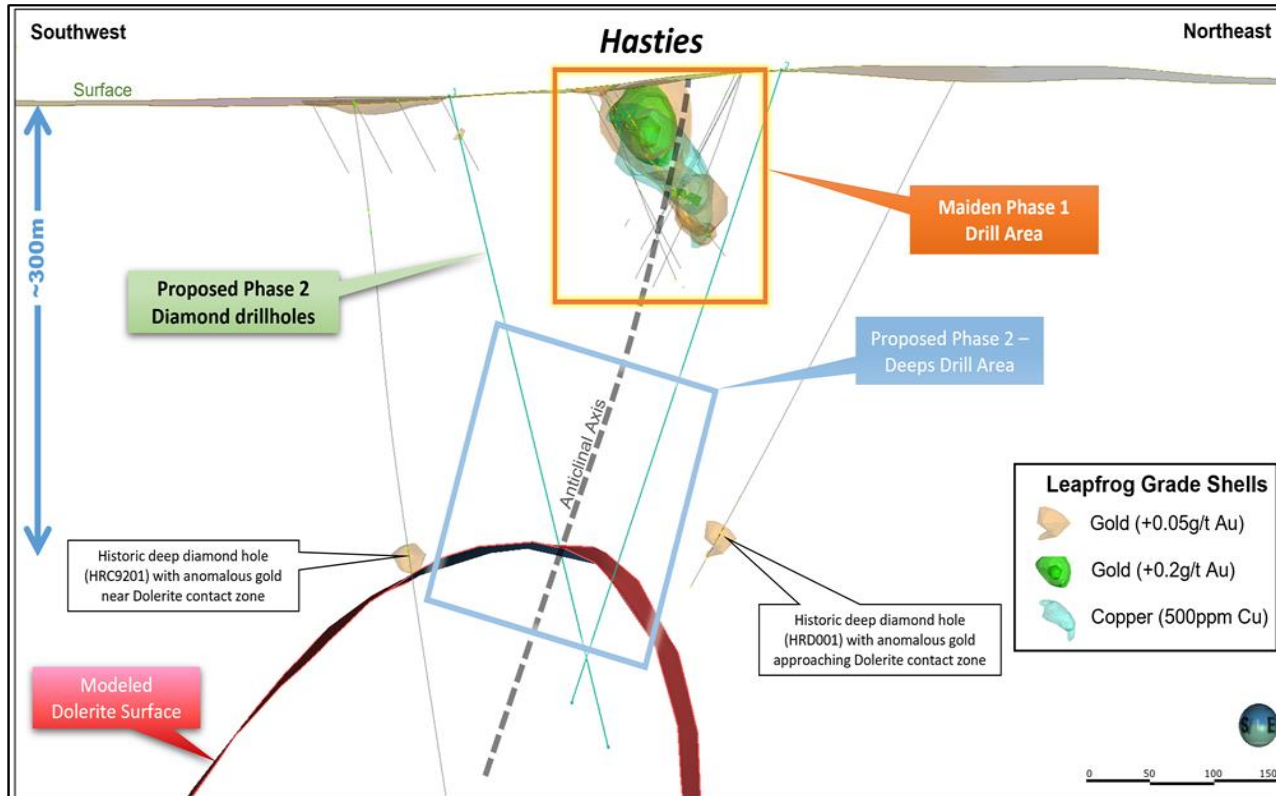 Southwest
Hasties
Northeast
Surface
1
2
~300m
Maiden Phase 1
Drill Area
Proposed Phase 2
Diamond drillholes
Proposed Phase 2 –
Deeps Drill Area
Anticlinal Axis
Leapfrog Grade Shells
Gold (+0.05g/t Au)
Gold (+0.2g/t Au)
Copper (500ppm Cu)
Historic deep diamond hole
(HRC9201) with anomalous gold
near Dolerite contact zone
Historic deep diamond hole
(HRD001) with anomalous gold
approaching Dolerite contact zone
Modeled
Dolerite Surface
S E
0 50 100 150